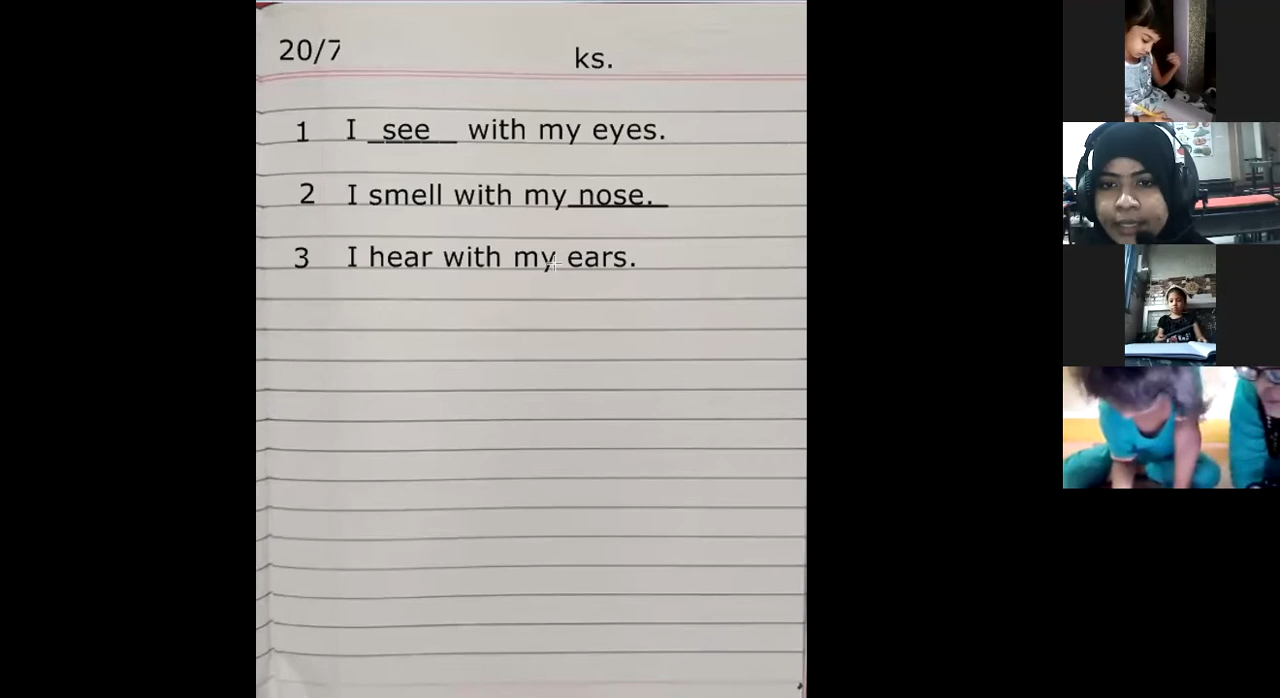 20/7
ks.
1 I see with my eyes.
2 I smell with my nose.
3 I hear with my ears.